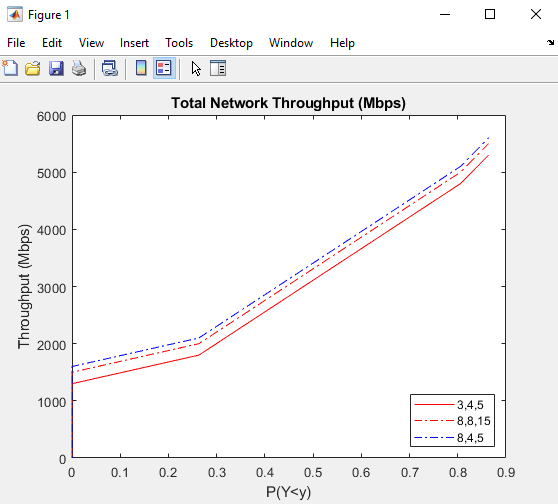 Figure 1
File Edit View Insert Tools Desktop Window Help
Total Network Throughput (Mbps)
6000
5000
4000
3000
2000
1000
0
Throughput (Mbps)
3,4,5
8,8,15
8,4,5
0 0.1 0.2 0.3 0.4 0.5 0.6 0.7 0.8 0.9
P(Y<y)